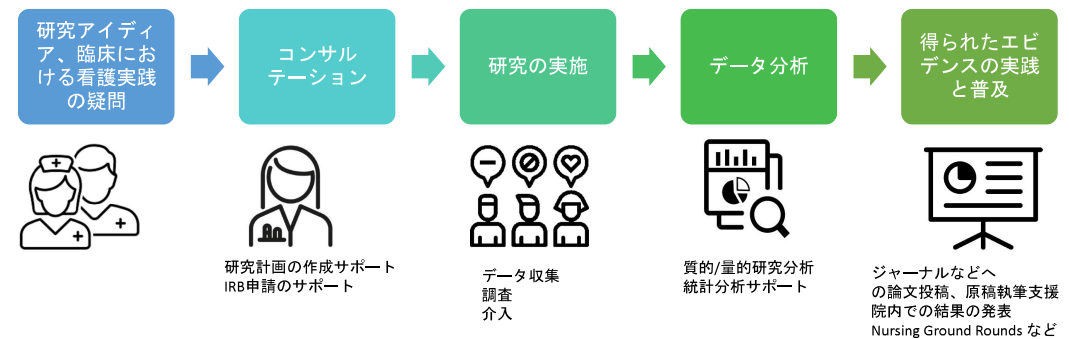 研究アイディ
ア、臨床にお
ける看護実践
の疑問
コンサル
テーション
研究の実施
データ分析
得られたエビ
デンスの実践
と普及
研究計画の作成サポート
IRB申請のサポート
データ収集
調査
介入
質的/量的研究分析
統計分析サポート
ジャーナルなどへ
の論文投稿、原稿執筆支援
院内での結果の発表
Nursing Ground Rounds など